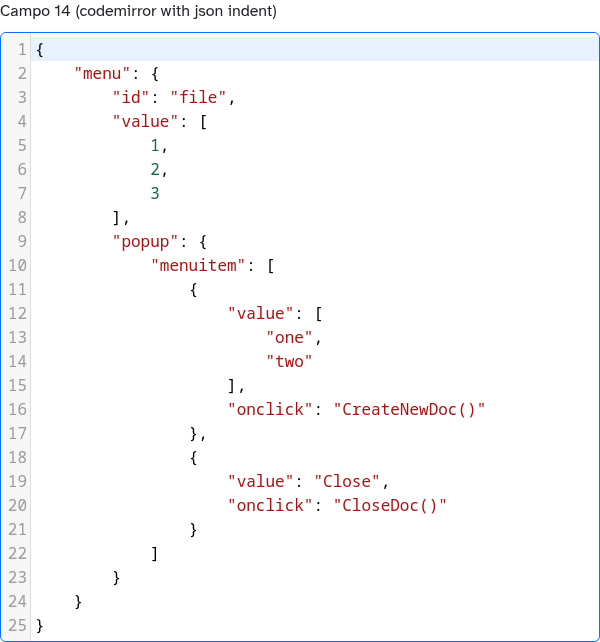 Campo 14 (codemirror with json indent)
1 {
2     "menu": {
3         "id": "file",
4         "value": [
5             1,
6             2,
7             3
8         ],
9         "popup": {
10             "menuitem": [
11                 {
12                     "value": [
13                         "one",
14                         "two"
15                     ],
16                     "onclick": "CreateNewDoc()"
17                 },
18                 {
19                     "value": "Close",
20                     "onclick": "CloseDoc()"
21                 }
22             ]
23         }
24     }
25 }